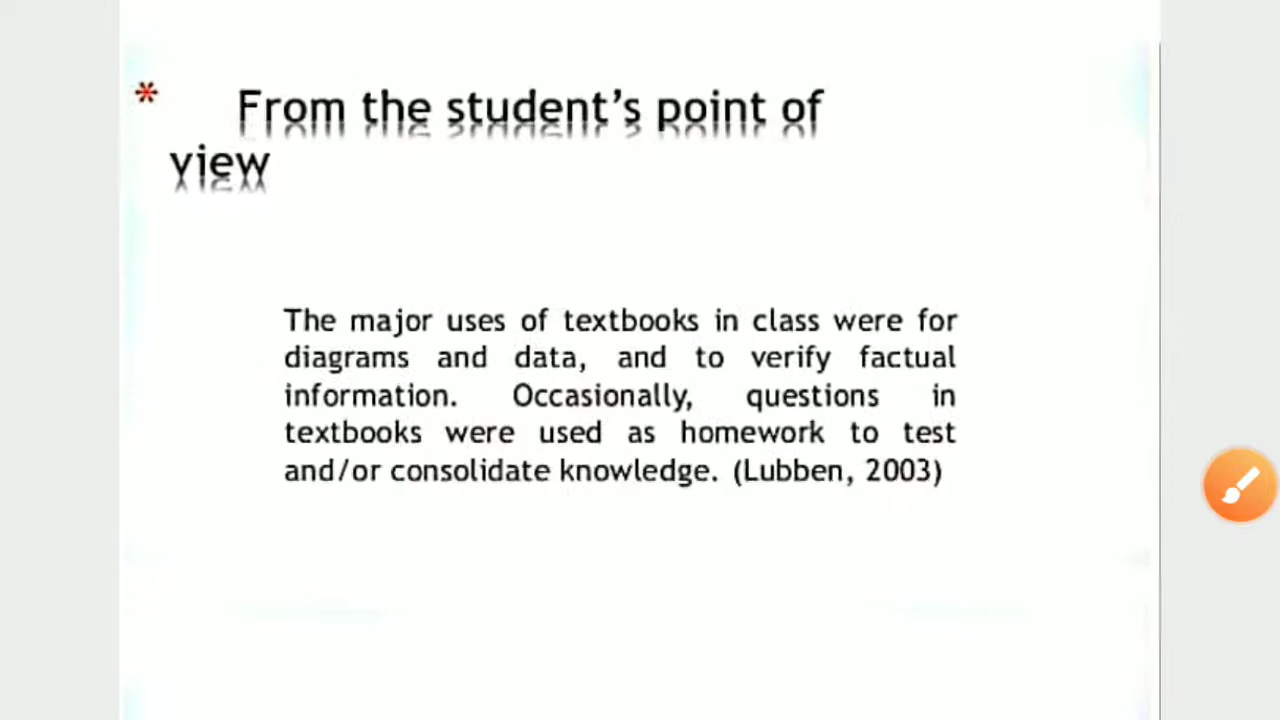 * From the student's point of
view
The major uses of textbooks in class were for
diagrams and data, and to verify factual
information. Occasionally, questions in
textbooks were used as homework to test
and/or consolidate knowledge. (Lubben, 2003)